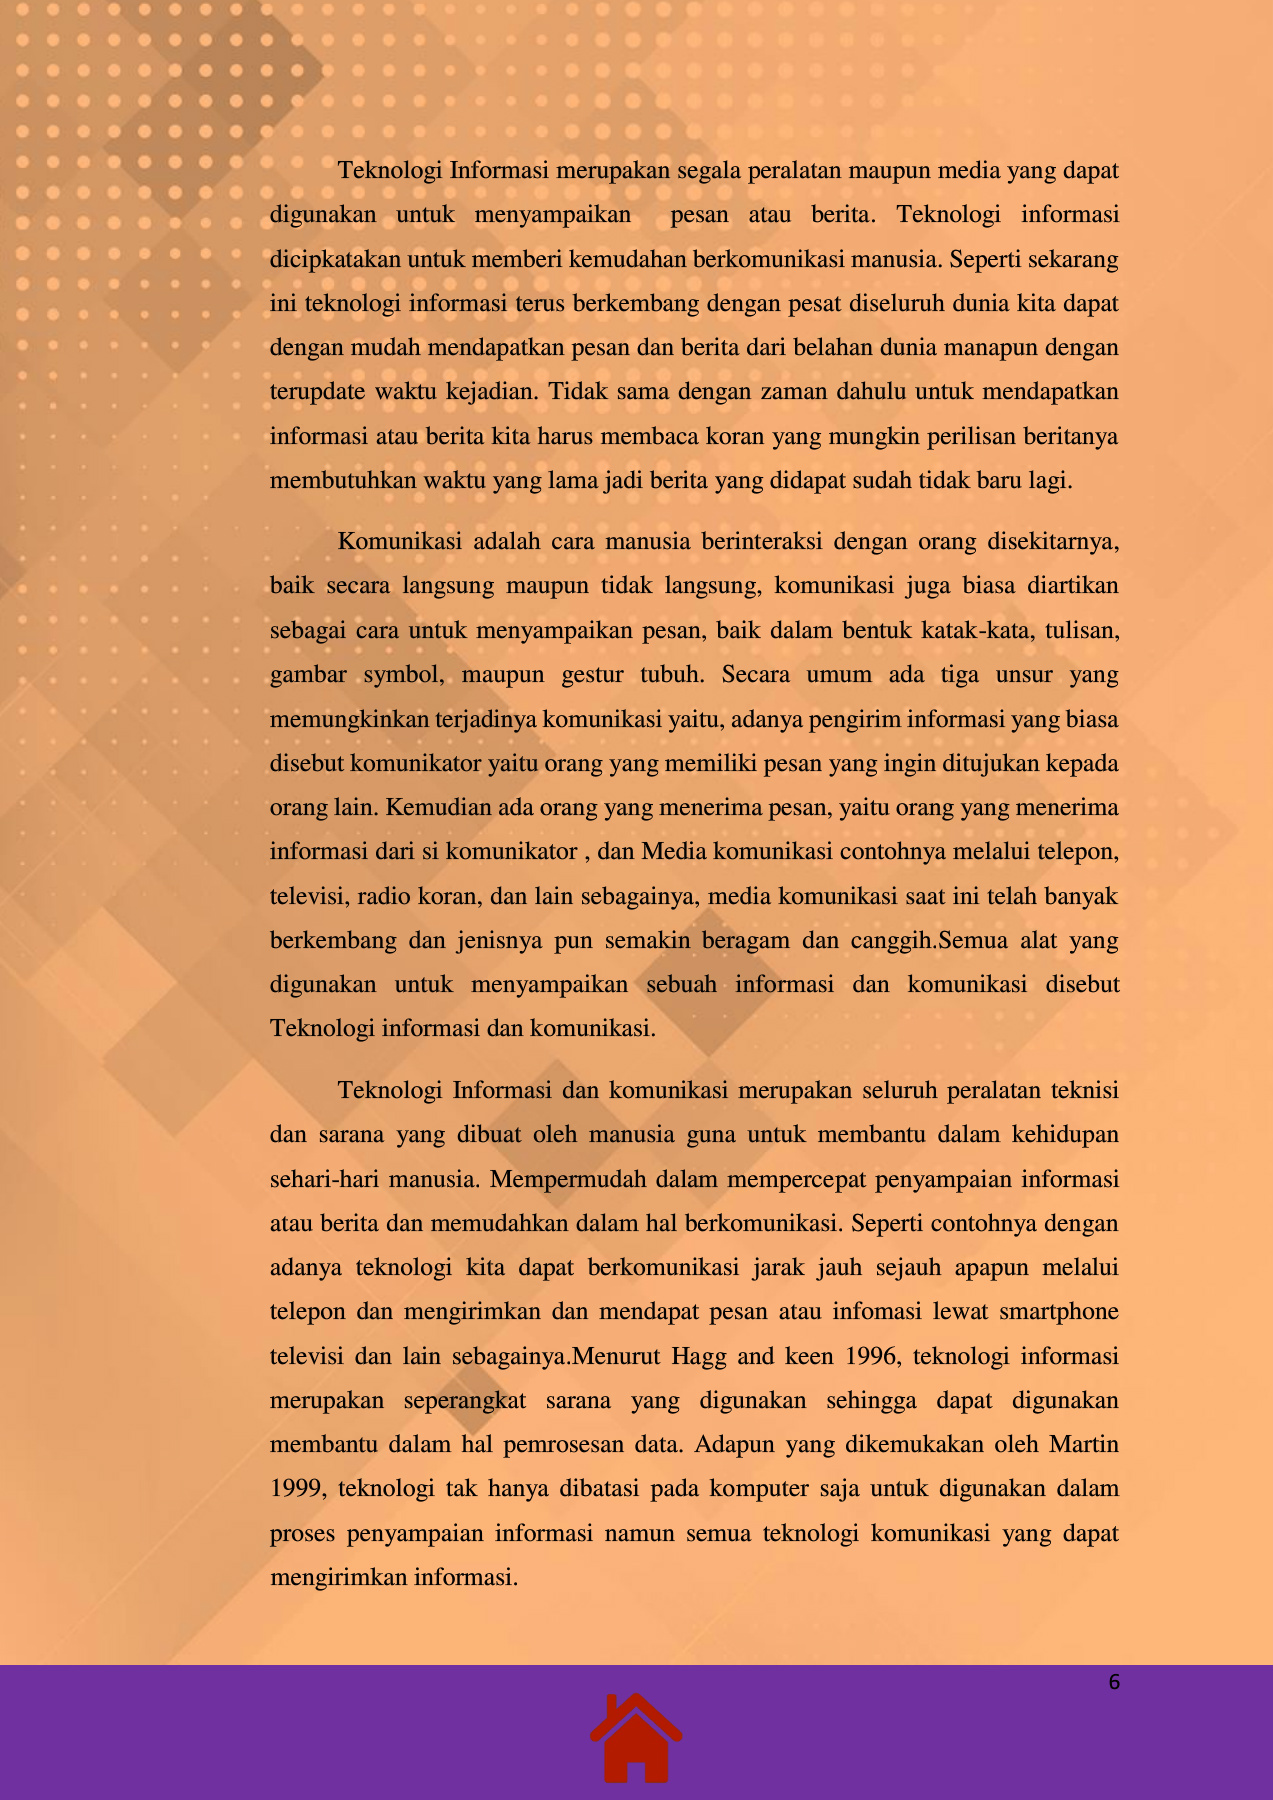 Teknologi Informasi merupakan segala peralatan maupun media yang dapat
digunakan untuk menyampaikan pesan atau berita. Teknologi informasi
dicipkatakan untuk memberi kemudahan berkomunikasi manusia. Seperti sekarang
ini teknologi informasi terus berkembang dengan pesat diseluruh dunia kita dapat
dengan mudah mendapatkan pesan dan berita dari belahan dunia manapun dengan
terupdate waktu kejadian. Tidak sama dengan zaman dahulu untuk mendapatkan
informasi atau berita kita harus membaca koran yang mungkin perilisan beritanya
membutuhkan waktu yang lama jadi berita yang didapat sudah tidak baru lagi.
Komunikasi adalah cara manusia berinteraksi dengan orang disekitarnya,
baik secara langsung maupun tidak langsung, komunikasi juga biasa diartikan
sebagai cara untuk menyampaikan pesan, baik dalam bentuk katak-kata, tulisan,
gambar symbol, maupun gestur tubuh. Secara umum ada tiga unsur yang
memungkinkan terjadinya komunikasi yaitu, adanya pengirim informasi yang biasa
disebut komunikator yaitu orang yang memiliki pesan yang ingin ditujukan kepada
orang lain. Kemudian ada orang yang menerima pesan, yaitu orang yang menerima
informasi dari si komunikator , dan Media komunikasi contohnya melalui telepon,
televisi, radio koran, dan lain sebagainya, media komunikasi saat ini telah banyak
berkembang dan jenisnya pun semakin beragam dan canggih.Semua alat yang
digunakan untuk menyampaikan sebuah informasi dan komunikasi disebut
Teknologi informasi dan komunikasi.
Teknologi Informasi dan komunikasi merupakan seluruh peralatan teknisi
dan sarana yang dibuat oleh manusia guna untuk membantu dalam kehidupan
sehari-hari manusia. Mempermudah dalam mempercepat penyampaian informasi
atau berita dan memudahkan dalam hal berkomunikasi. Seperti contohnya dengan
adanya teknologi kita dapat berkomunikasi jarak jauh sejauh apapun melalui
telepon dan mengirimkan dan mendapat pesan atau infomasi lewat smartphone
televisi dan lain sebagainya.Menurut Hagg and keen 1996, teknologi informasi
merupakan seperangkat sarana yang digunakan sehingga dapat digunakan
membantu dalam hal pemrosesan data. Adapun yang dikemukakan oleh Martin
1999, teknologi tak hanya dibatasi pada komputer saja untuk digunakan dalam
proses penyampaian informasi namun semua teknologi komunikasi yang dapat
mengirimkan informasi.
6